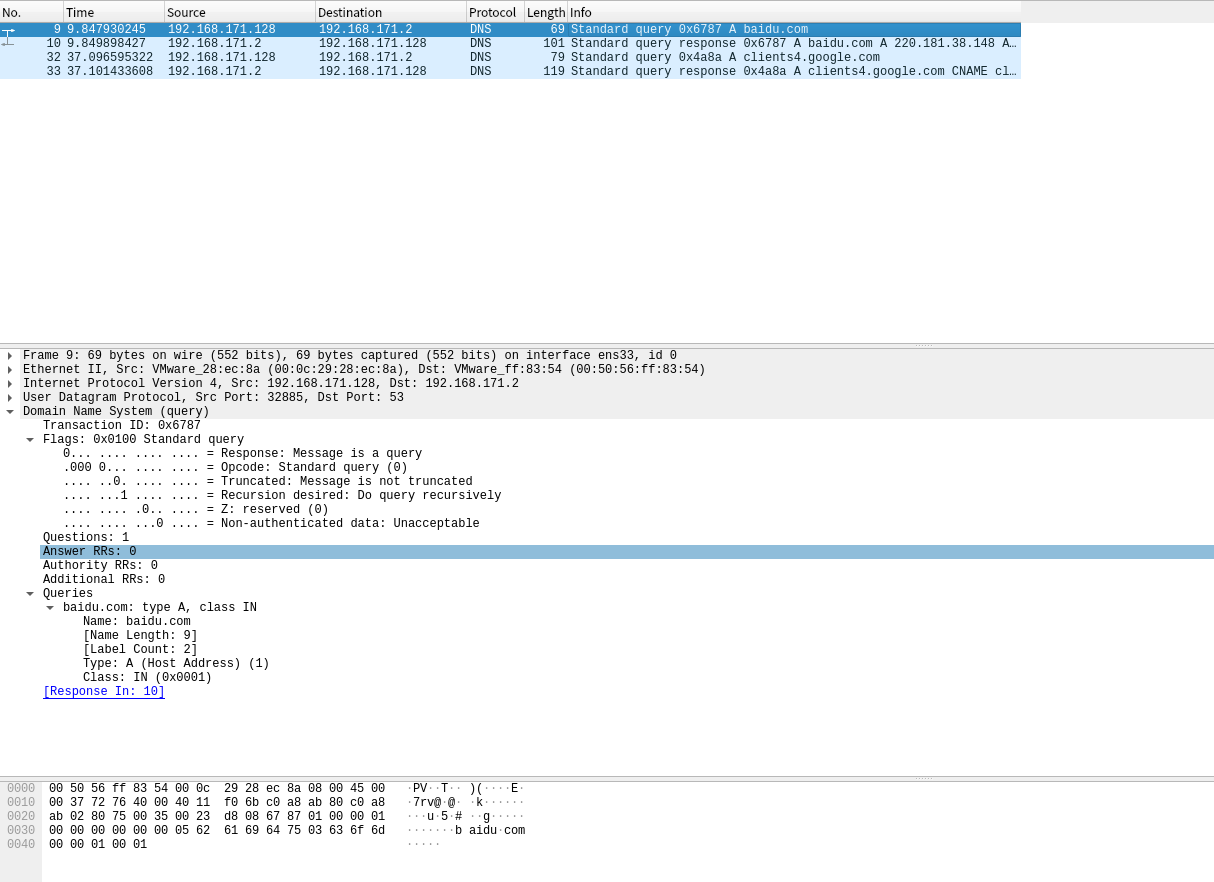 No. Time Source Destination Protocol Length Info
9 9.847930245 192.168.171.128 192.168.171.2 DNS 69 Standard query 0x6787 A baidu.com
10 9.849898427 192.168.171.2 192.168.171.128 DNS 101 Standard query response 0x6787 A baidu.com A 220.181.38.148 A…
32 37.096595322 192.168.171.128 192.168.171.2 DNS 79 Standard query 0x4a8a A clients4.google.com
33 37.101433608 192.168.171.2 192.168.171.128 DNS 119 Standard query response 0x4a8a A clients4.google.com CNAME cl…
Frame 9: 69 bytes on wire (552 bits), 69 bytes captured (552 bits) on interface ens33, id 0
Ethernet II, Src: VMware_28:ec:8a (00:0c:29:28:ec:8a), Dst: VMware_ff:83:54 (00:50:56:ff:83:54)
Internet Protocol Version 4, Src: 192.168.171.128, Dst: 192.168.171.2
User Datagram Protocol, Src Port: 32885, Dst Port: 53
Domain Name System (query)
Transaction ID: 0x6787
Flags: 0x0100 Standard query
0... .... .... .... = Response: Message is a query
.000 0... .... .... = Opcode: Standard query (0)
.... ..0. .... .... = Truncated: Message is not truncated
.... ...1 .... .... = Recursion desired: Do query recursively
.... .... .0.. .... = Z: reserved (0)
.... .... ...0 .... = Non-authenticated data: Unacceptable
Questions: 1
Answer RRs: 0
Authority RRs: 0
Additional RRs: 0
Queries
baidu.com: type A, class IN
Name: baidu.com
[Name Length: 9]
[Label Count: 2]
Type: A (Host Address) (1)
Class: IN (0x0001)
[Response In: 10]
0000 00 50 56 ff 83 54 00 0c 29 28 ec 8a 08 00 45 00 ·PV··T·· )(····E·
0010 00 37 72 76 40 00 40 11 f0 6b c0 a8 ab 80 c0 a8 ·7rv@·@· ·k······
0020 ab 02 80 75 00 35 00 23 d8 08 67 87 01 00 00 01 ···u·5·# ··g·····
0030 00 00 00 00 00 00 05 62 61 69 64 75 03 63 6f 6d ·······b aidu·com
0040 00 00 01 00 01 ·····